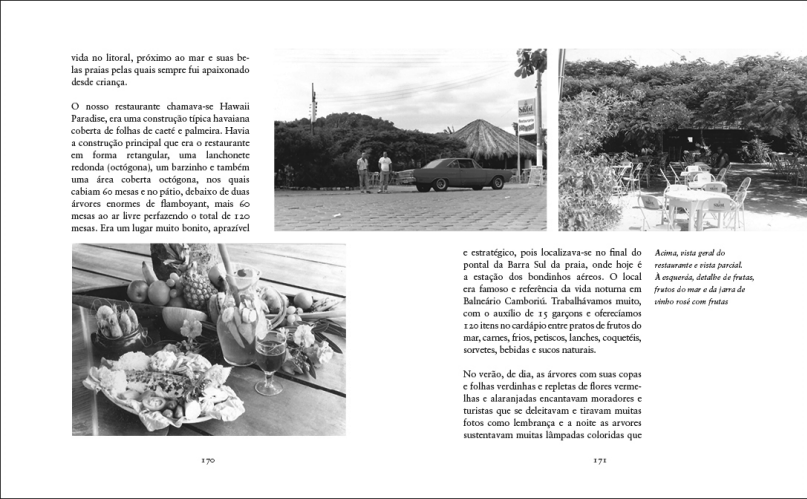 vida no litoral, próximo ao mar e suas be-
las praias pelas quais sempre fui apaixonado
desde criança.
O nosso restaurante chamava-se Hawaii
Paradise, era uma construção típica havaiana
coberta de folhas de caeté e palmeira. Havia
a construção principal que era o restaurante
em forma retangular, uma lanchonete
redonda (octógona), um barzinho e também
uma área coberta octógona, nos quais
cabiam 60 mesas e no pátio, debaixo de duas
árvores enormes de flamboyant, mais 60
mesas ao ar livre perfazendo o total de 120
mesas. Era um lugar muito bonito, aprazível
e estratégico, pois localizava-se no final do
pontal da Barra Sul da praia, onde hoje é
a estação dos bondinhos aéreos. O local
era famoso e referência da vida noturna em
Balneário Camboriú. Trabalhávamos muito,
com o auxílio de 15 garçons e oferecíamos
120 itens no cardápio entre pratos de frutos do
mar, carnes, frios, petiscos, lanches, coquetéis,
sorvetes, bebidas e sucos naturais.
No verão, de dia, as árvores com suas copas
e folhas verdinhas e repletas de flores verme-
lhas e alaranjadas encantavam moradores e
turistas que se deleitavam e tiravam muitas
fotos como lembrança e a noite as arvores
sustentavam muitas lâmpadas coloridas que
Acima, vista geral do
restaurante e vista parcial.
À esquerda, detalhe de frutas,
frutos do mar e da jarra de
vinho rosé com frutas
170
171